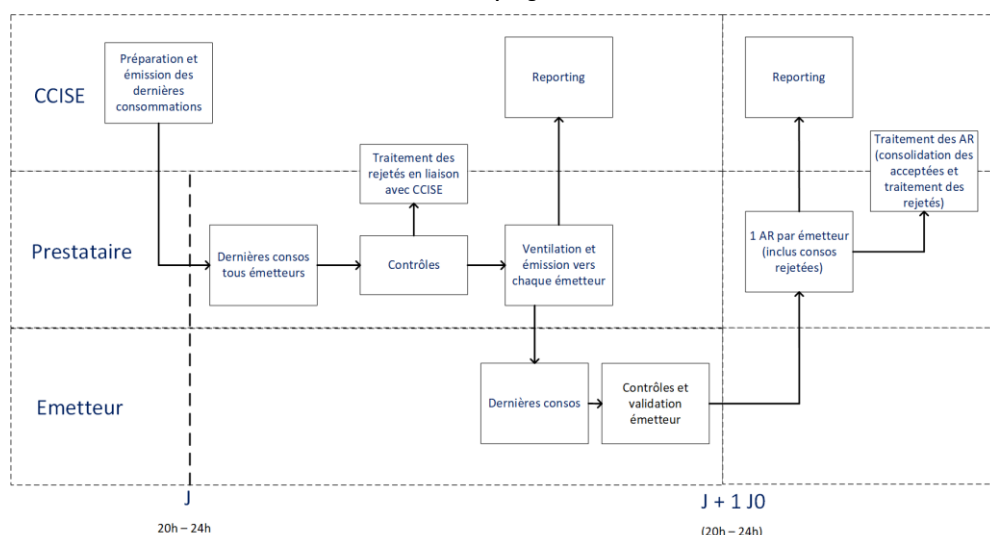 CCISE
Préparation et
émission des
dernières
consommations
Reporting
Reporting
Traitement des
rejetés en liaison
avec CCISE
Traitement des AR
(consolidation des
acceptées et
traitement des
rejetés)
Prestataire
Dernières consos
tous émetteurs
Contrôles
Ventilation et
émission vers
chaque émetteur
1 AR par émetteur
(inclus consos
rejetées)
Emetteur
Dernières consos
Contrôles et
validation
émetteur
J
J + 1 J0
20h – 24h
(20h – 24h)